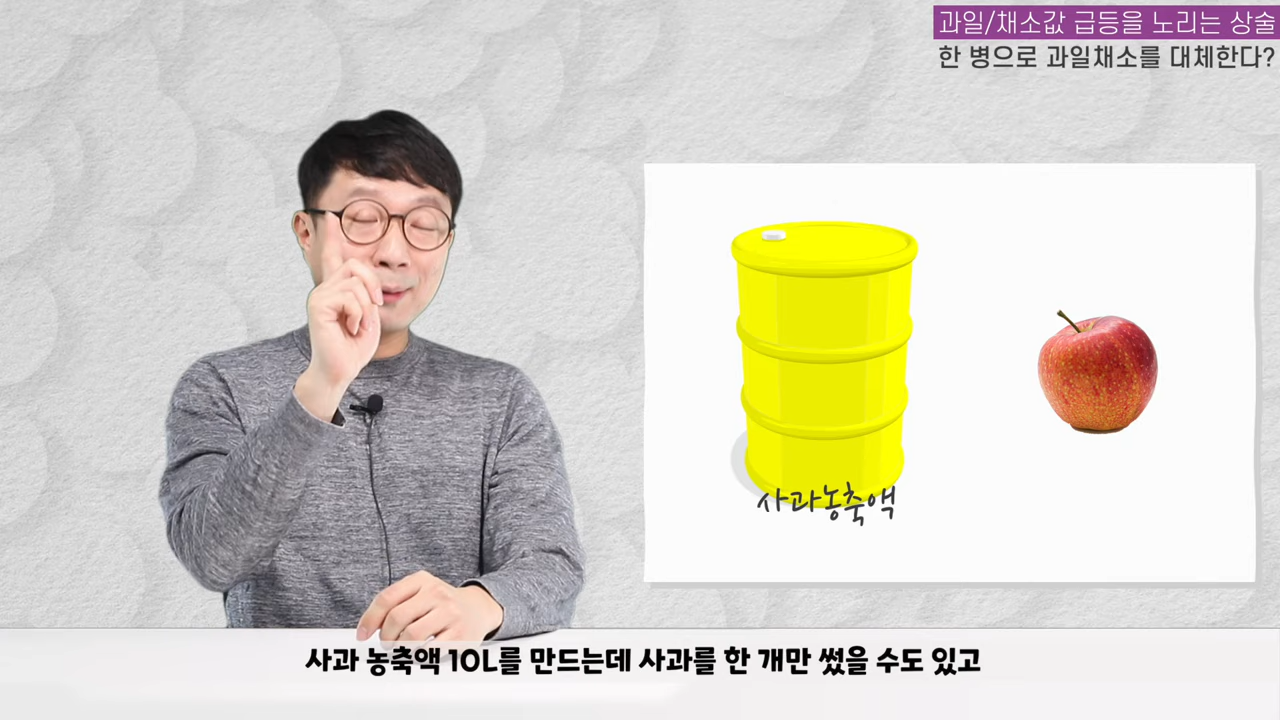 과일/채소값 급등을 노리는 상술
한 병으로 과일채소를 대체한다?
사과농축액
사과 농축액 10L를 만드는데 사과를 한 개만 썼을 수도 있고